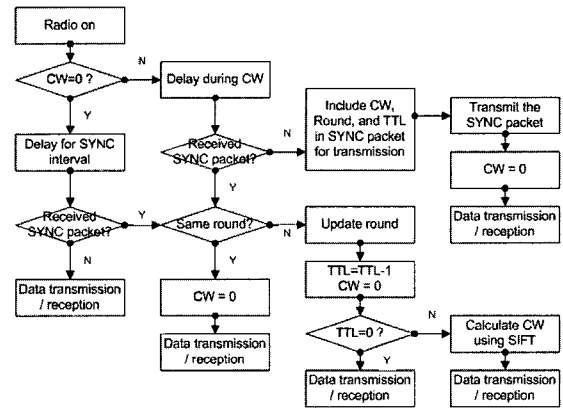 Radio on
CW=0 ?
N
Y
Delay during CW
Include CW,
Round, and TTL
in SYNC packet
for transmission
Transmit the
SYNC packet
Delay for SYNC
interval
Received
SYNC packet?
N
Y
CW = 0
Received
SYNC packet?
Y
N
Same round?
N
Y
Update round
Data transmission
/ reception
Data transmission
/ reception
CW = 0
TTL=TTL-1
CW = 0
Data transmission
/ reception
TTL=0 ?
N
Y
Calculate CW
using SIFT
Data transmission
/ reception
Data transmission
/ reception